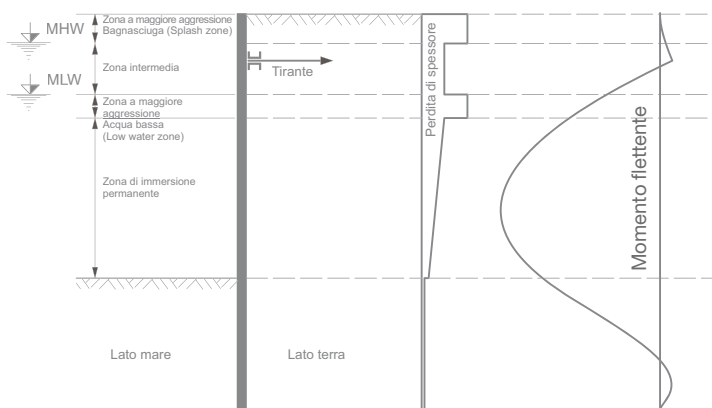 Zona a maggiore aggressione
Bagnasciuga (Splash zone)
MHW
Zona intermedia
Tirante
MLW
Zona a maggiore
aggressione
Acqua bassa
(Low water zone)
Zona di immersione
permanente
Perdita di spessore
Momento flettente
Lato mare
Lato terra